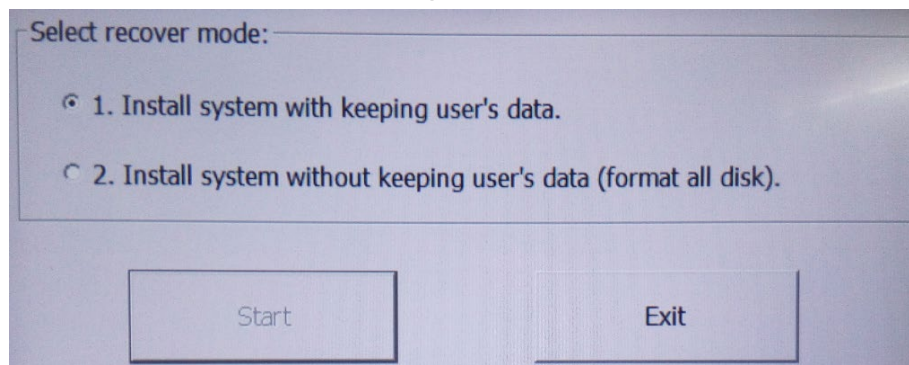 Select recover mode:
1. Install system with keeping user's data.
2. Install system without keeping user's data (format all disk).
Start
Exit